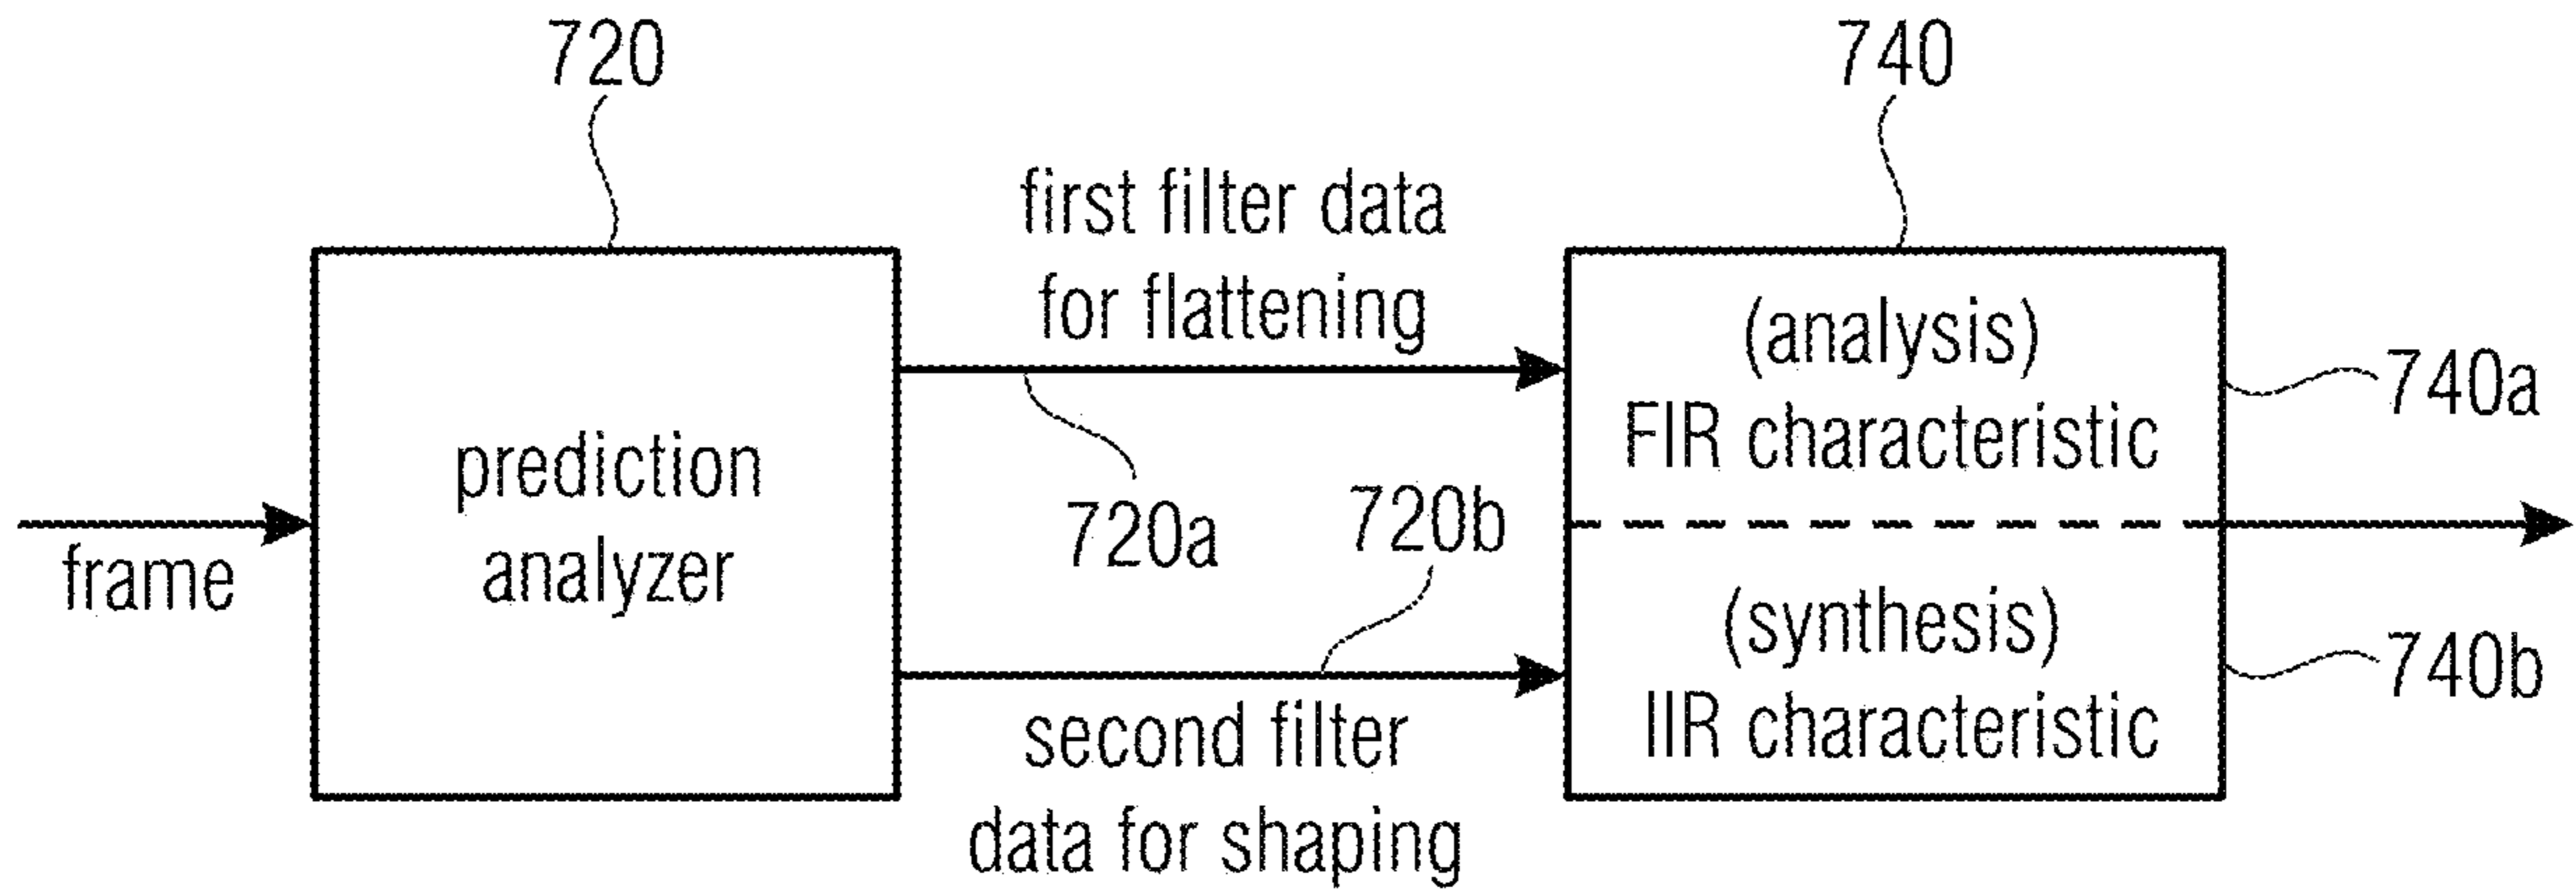 720
740
first filter data
for flattening
(analysis)
FIR characteristic
740a
prediction
analyzer
frame
720a
720b
(synthesis)
IIR characteristic
740b
second filter
data for shaping